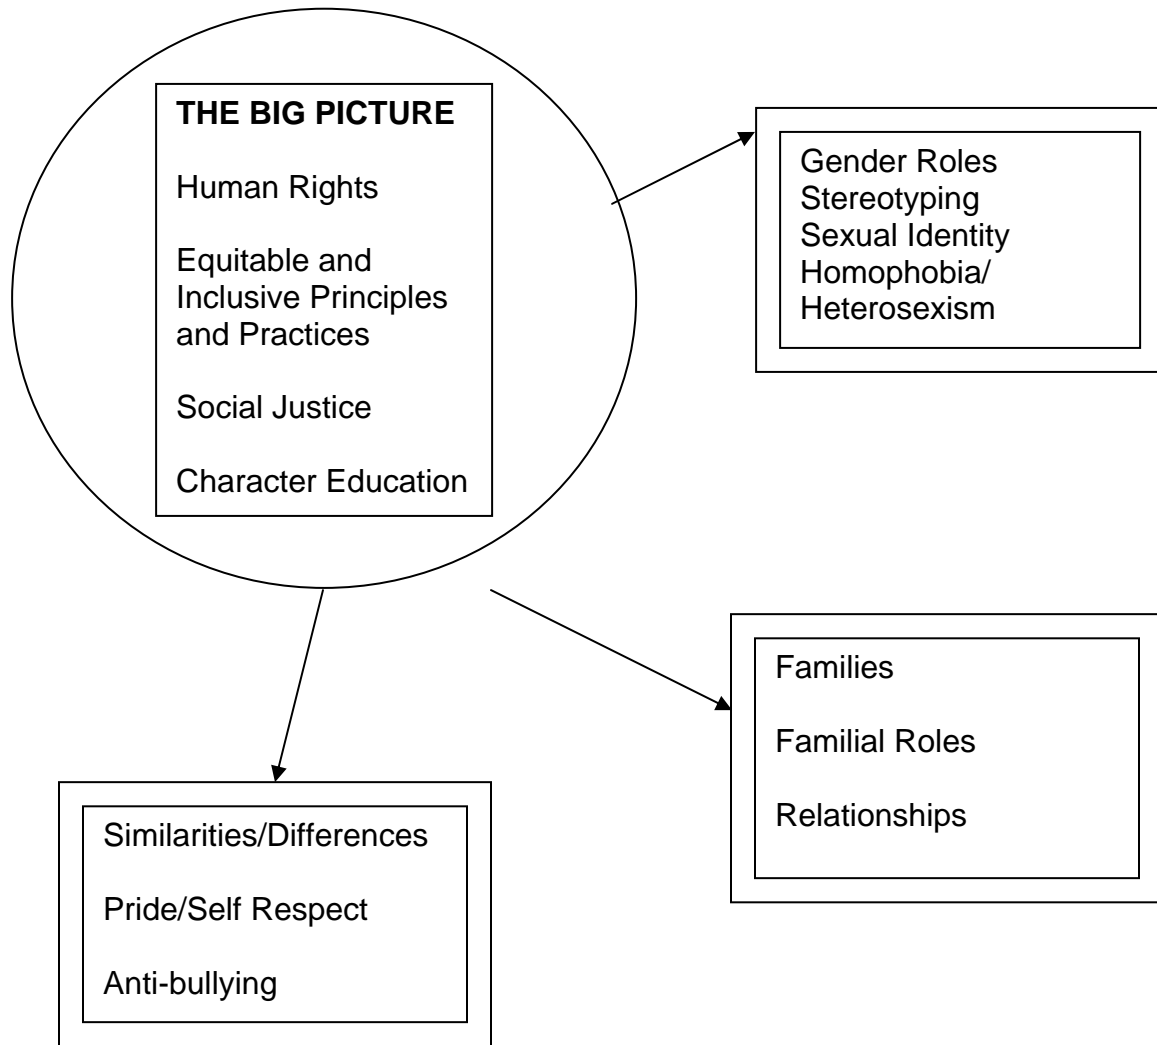 THE BIG PICTURE
Human Rights
Equitable and
Inclusive Principles
and Practices
Social Justice
Character Education
Gender Roles
Stereotyping
Sexual Identity
Homophobia/
Heterosexism
Families
Familial Roles
Relationships
Similarities/Differences
Pride/Self Respect
Anti-bullying